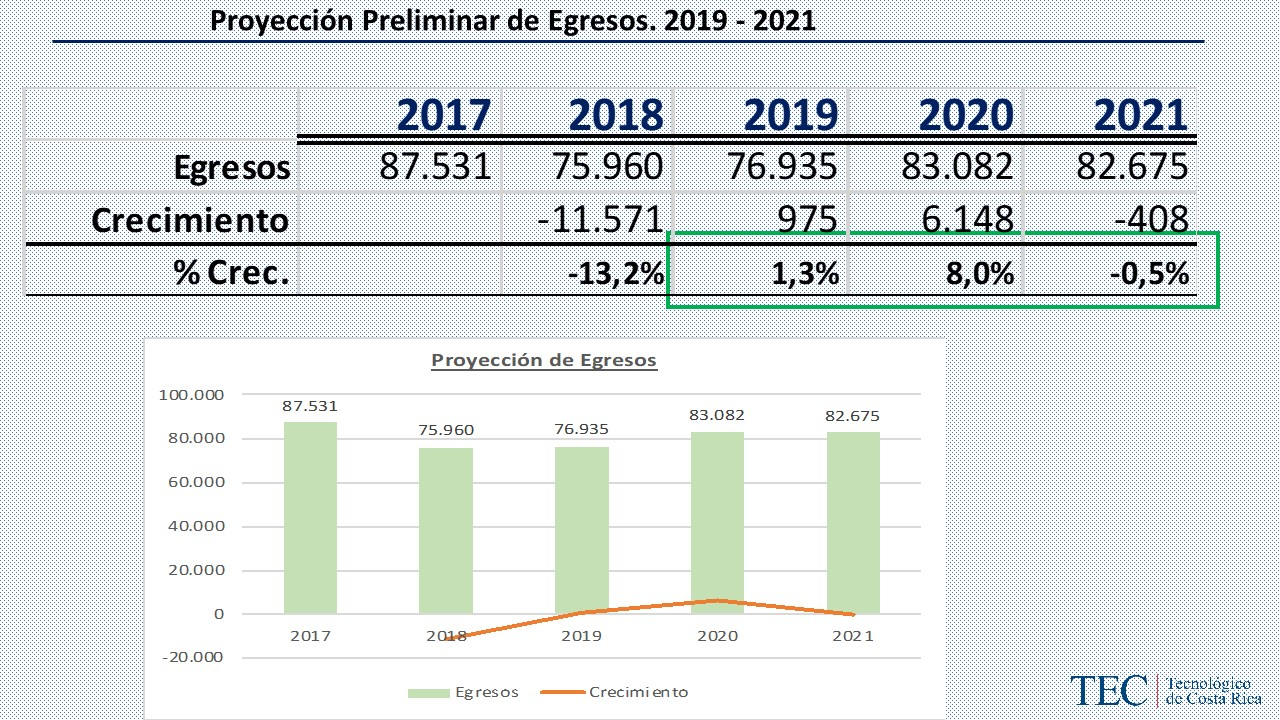 Proyección Preliminar de Egresos. 2019 - 2021
2017 2018 2019 2020 2021
Egresos 87.531 75.960 76.935 83.082 82.675
Crecimiento -11.571 975 6.148 -408
% Crec. -13,2% 1,3% 8,0% -0,5%
Proyección de Egresos
100.000
80.000
60.000
40.000
20.000
0
-20.000
87.531 75.960 76.935 83.082 82.675
2017 2018 2019 2020 2021
Egresos Crecimiento
TEC Tecnológico
de Costa Rica